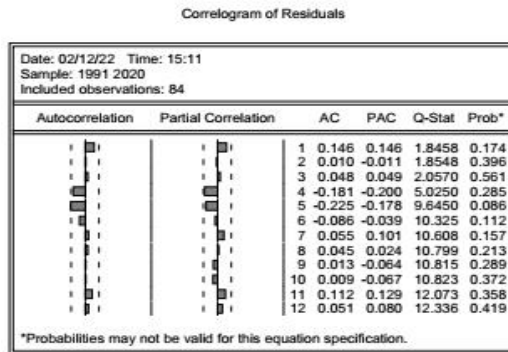 Correlogram of Residuals
Date: 02/12/22 Time: 15:11
Sample: 1991 2020
Included observations: 84
Autocorrelation Partial Correlation AC PAC Q-Stat Prob*
1 0.146 0.146 1.8458 0.174
2 0.010 -0.011 1.8548 0.396
3 0.048 0.049 2.0570 0.561
4 -0.181 -0.200 5.0250 0.285
5 -0.225 -0.178 9.6450 0.086
6 -0.086 -0.039 10.325 0.112
7 0.055 0.101 10.608 0.157
8 0.045 0.024 10.799 0.213
9 0.013 -0.064 10.815 0.289
10 0.009 -0.067 10.823 0.372
11 0.112 0.129 12.073 0.358
12 0.051 0.080 12.336 0.419
*Probabilities may not be valid for this equation specification.